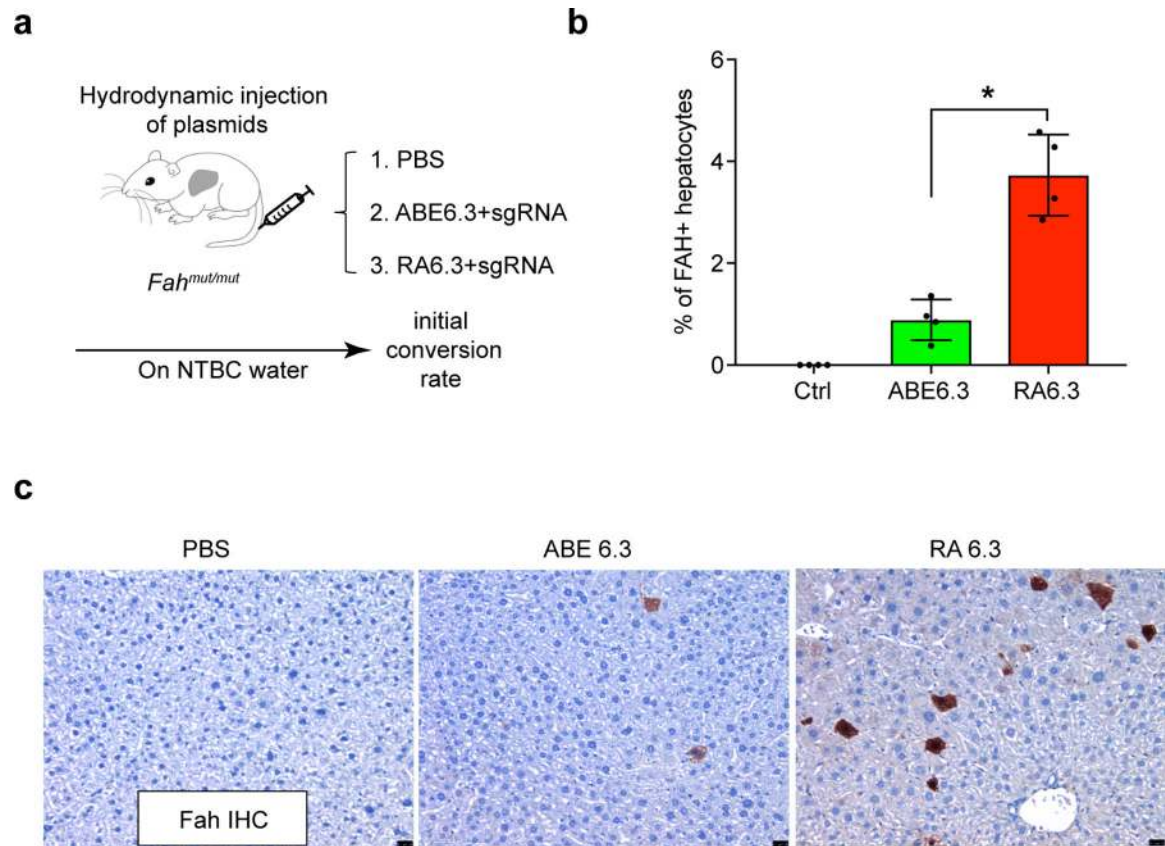 a
Hydrodynamic injection
of plasmids
Fah^mut/mut
1. PBS
2. ABE6.3+sgRNA
3. RA6.3+sgRNA
On NTBC water
initial
conversion
rate
b
% of FAH+ hepatocytes
6
4
2
0
*
Ctrl
ABE6.3
RA6.3
c
PBS
ABE 6.3
RA 6.3
Fah IHC